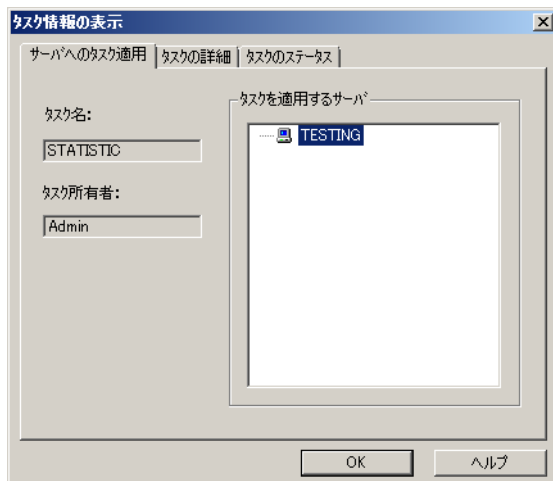 タスク情報の表示
サーバへのタスク適用
タスクの詳細
タスクのステータス
タスク名:
STATISTIC
タスク所有者:
Admin
タスクを適用するサーバ
TESTING
OK
ヘルプ